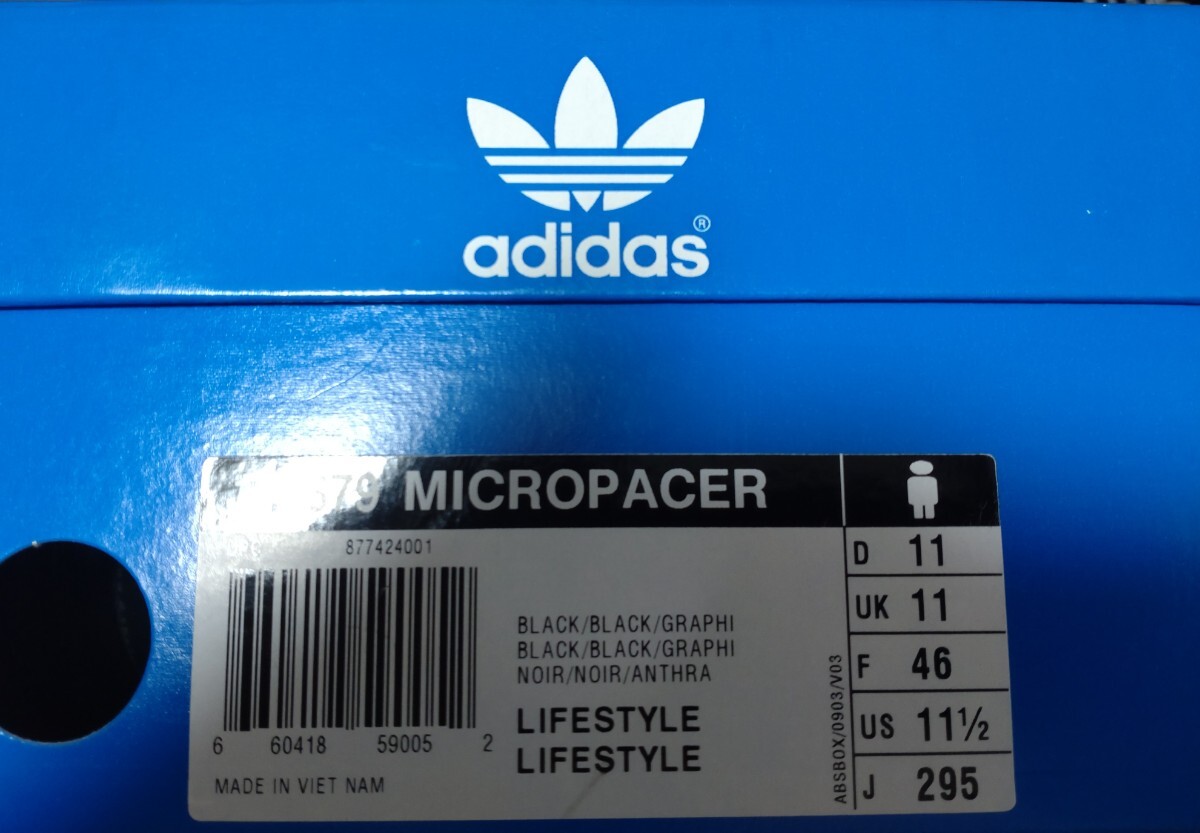 adidas®
MICROPACER
877424001
BLACK/BLACK/GRAPHI
BLACK/BLACK/GRAPHI
NOIR/NOIR/ANTHRA
LIFESTYLE
LIFESTYLE
6 60418 59005 2
MADE IN VIET NAM
ABSBOX/0903/V03
D 11
UK 11
F 46
US 11½
J 295